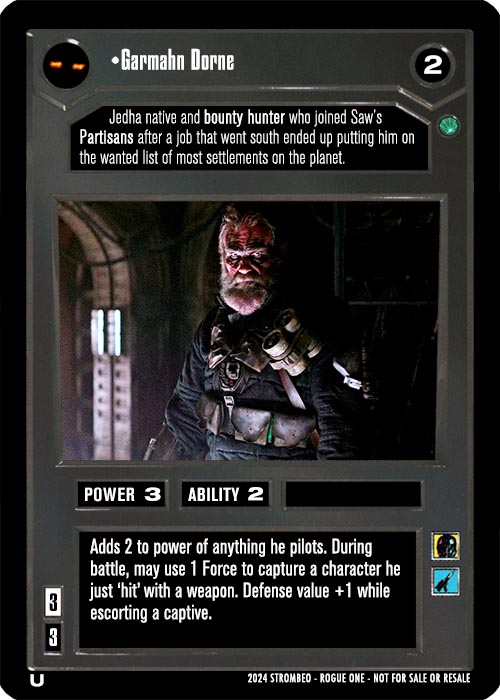 •Garmahn Dorne
2
Jedha native and bounty hunter who joined Saw's
Partisans after a job that went south ended up putting him on
the wanted list of most settlements on the planet.
POWER 3
ABILITY 2
Adds 2 to power of anything he pilots. During
battle, may use 1 Force to capture a character he
just 'hit' with a weapon. Defense value +1 while
escorting a captive.
3
3
U
2024 STROMBEO - ROGUE ONE - NOT FOR SALE OR RESALE